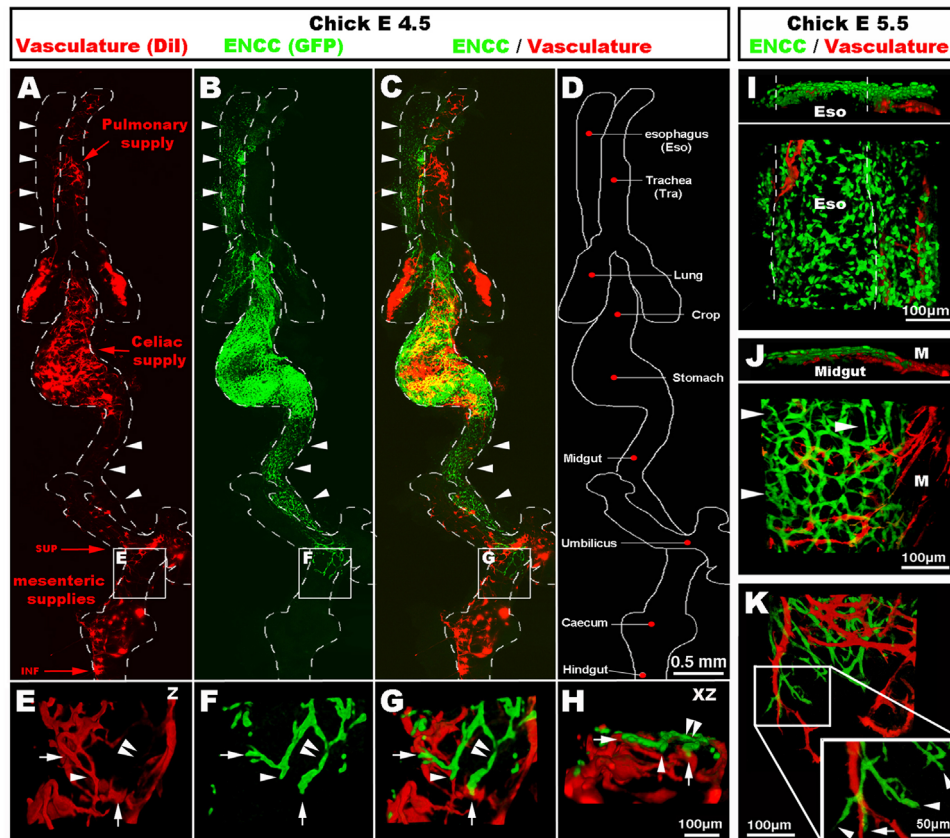 Chick E 4.5
Vasculature (DiI) ENCC (GFP) ENCC / Vasculature
Chick E 5.5
ENCC / Vasculature
A
Pulmonary
supply
Celiac
supply
SUP
E
mesenteric
supplies
INF
B
F
C
G
D
esophagus
(Eso)
Trachea
(Tra)
Lung
Crop
Stomach
Midgut
Umbilicus
Caecum
Hindgut
0.5 mm
I
Eso
Eso
100µm
J
M
Midgut
M
100µm
K
100µm
50µm
E
Z
F
G
H
XZ
100µm